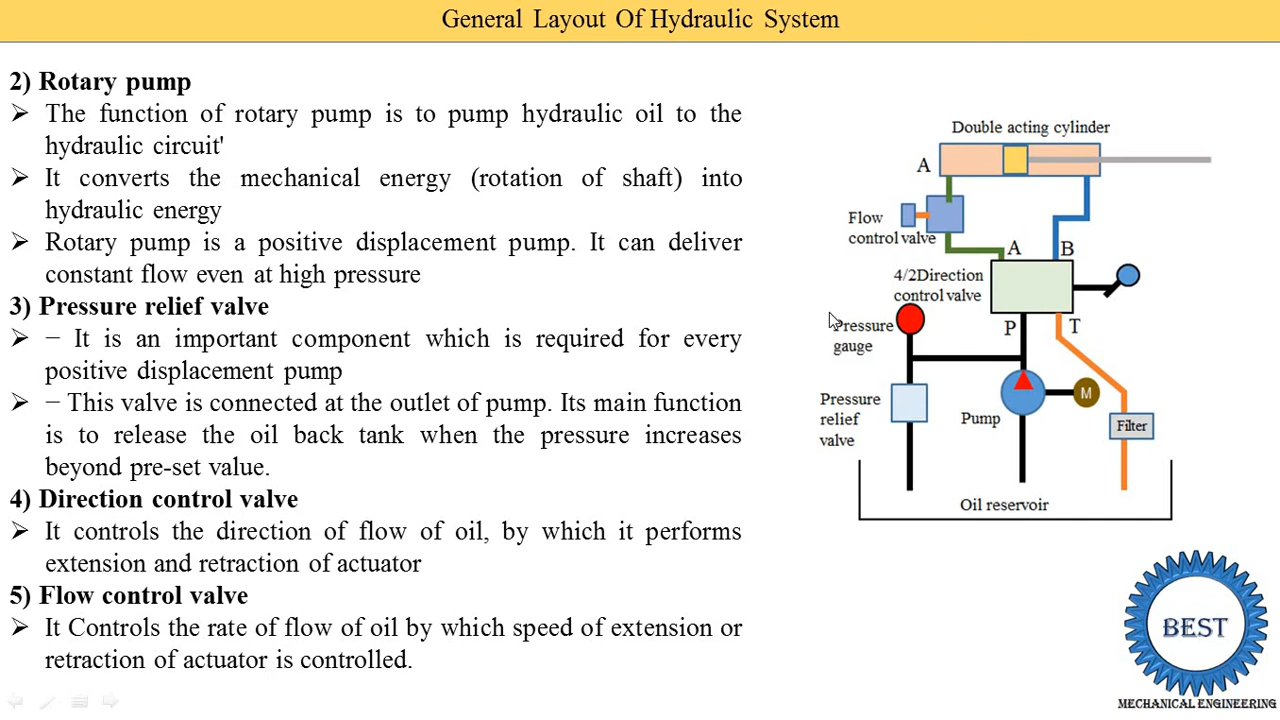 General Layout Of Hydraulic System
2) Rotary pump
➢ The function of rotary pump is to pump hydraulic oil to the
hydraulic circuit'
➢ It converts the mechanical energy (rotation of shaft) into
hydraulic energy
➢ Rotary pump is a positive displacement pump. It can deliver
constant flow even at high pressure
3) Pressure relief valve
➢ − It is an important component which is required for every
positive displacement pump
➢ − This valve is connected at the outlet of pump. Its main function
is to release the oil back tank when the pressure increases
beyond pre-set value.
4) Direction control valve
➢ It controls the direction of flow of oil, by which it performs
extension and retraction of actuator
5) Flow control valve
➢ It Controls the rate of flow of oil by which speed of extension or
retraction of actuator is controlled.
Double acting cylinder
A
Flow
control valve
A
B
4/2Direction
control valve
P
T
Pressure
gauge
M
Pressure
relief
valve
Pump
Filter
Oil reservoir
BEST
MECHANICAL ENGINEERING